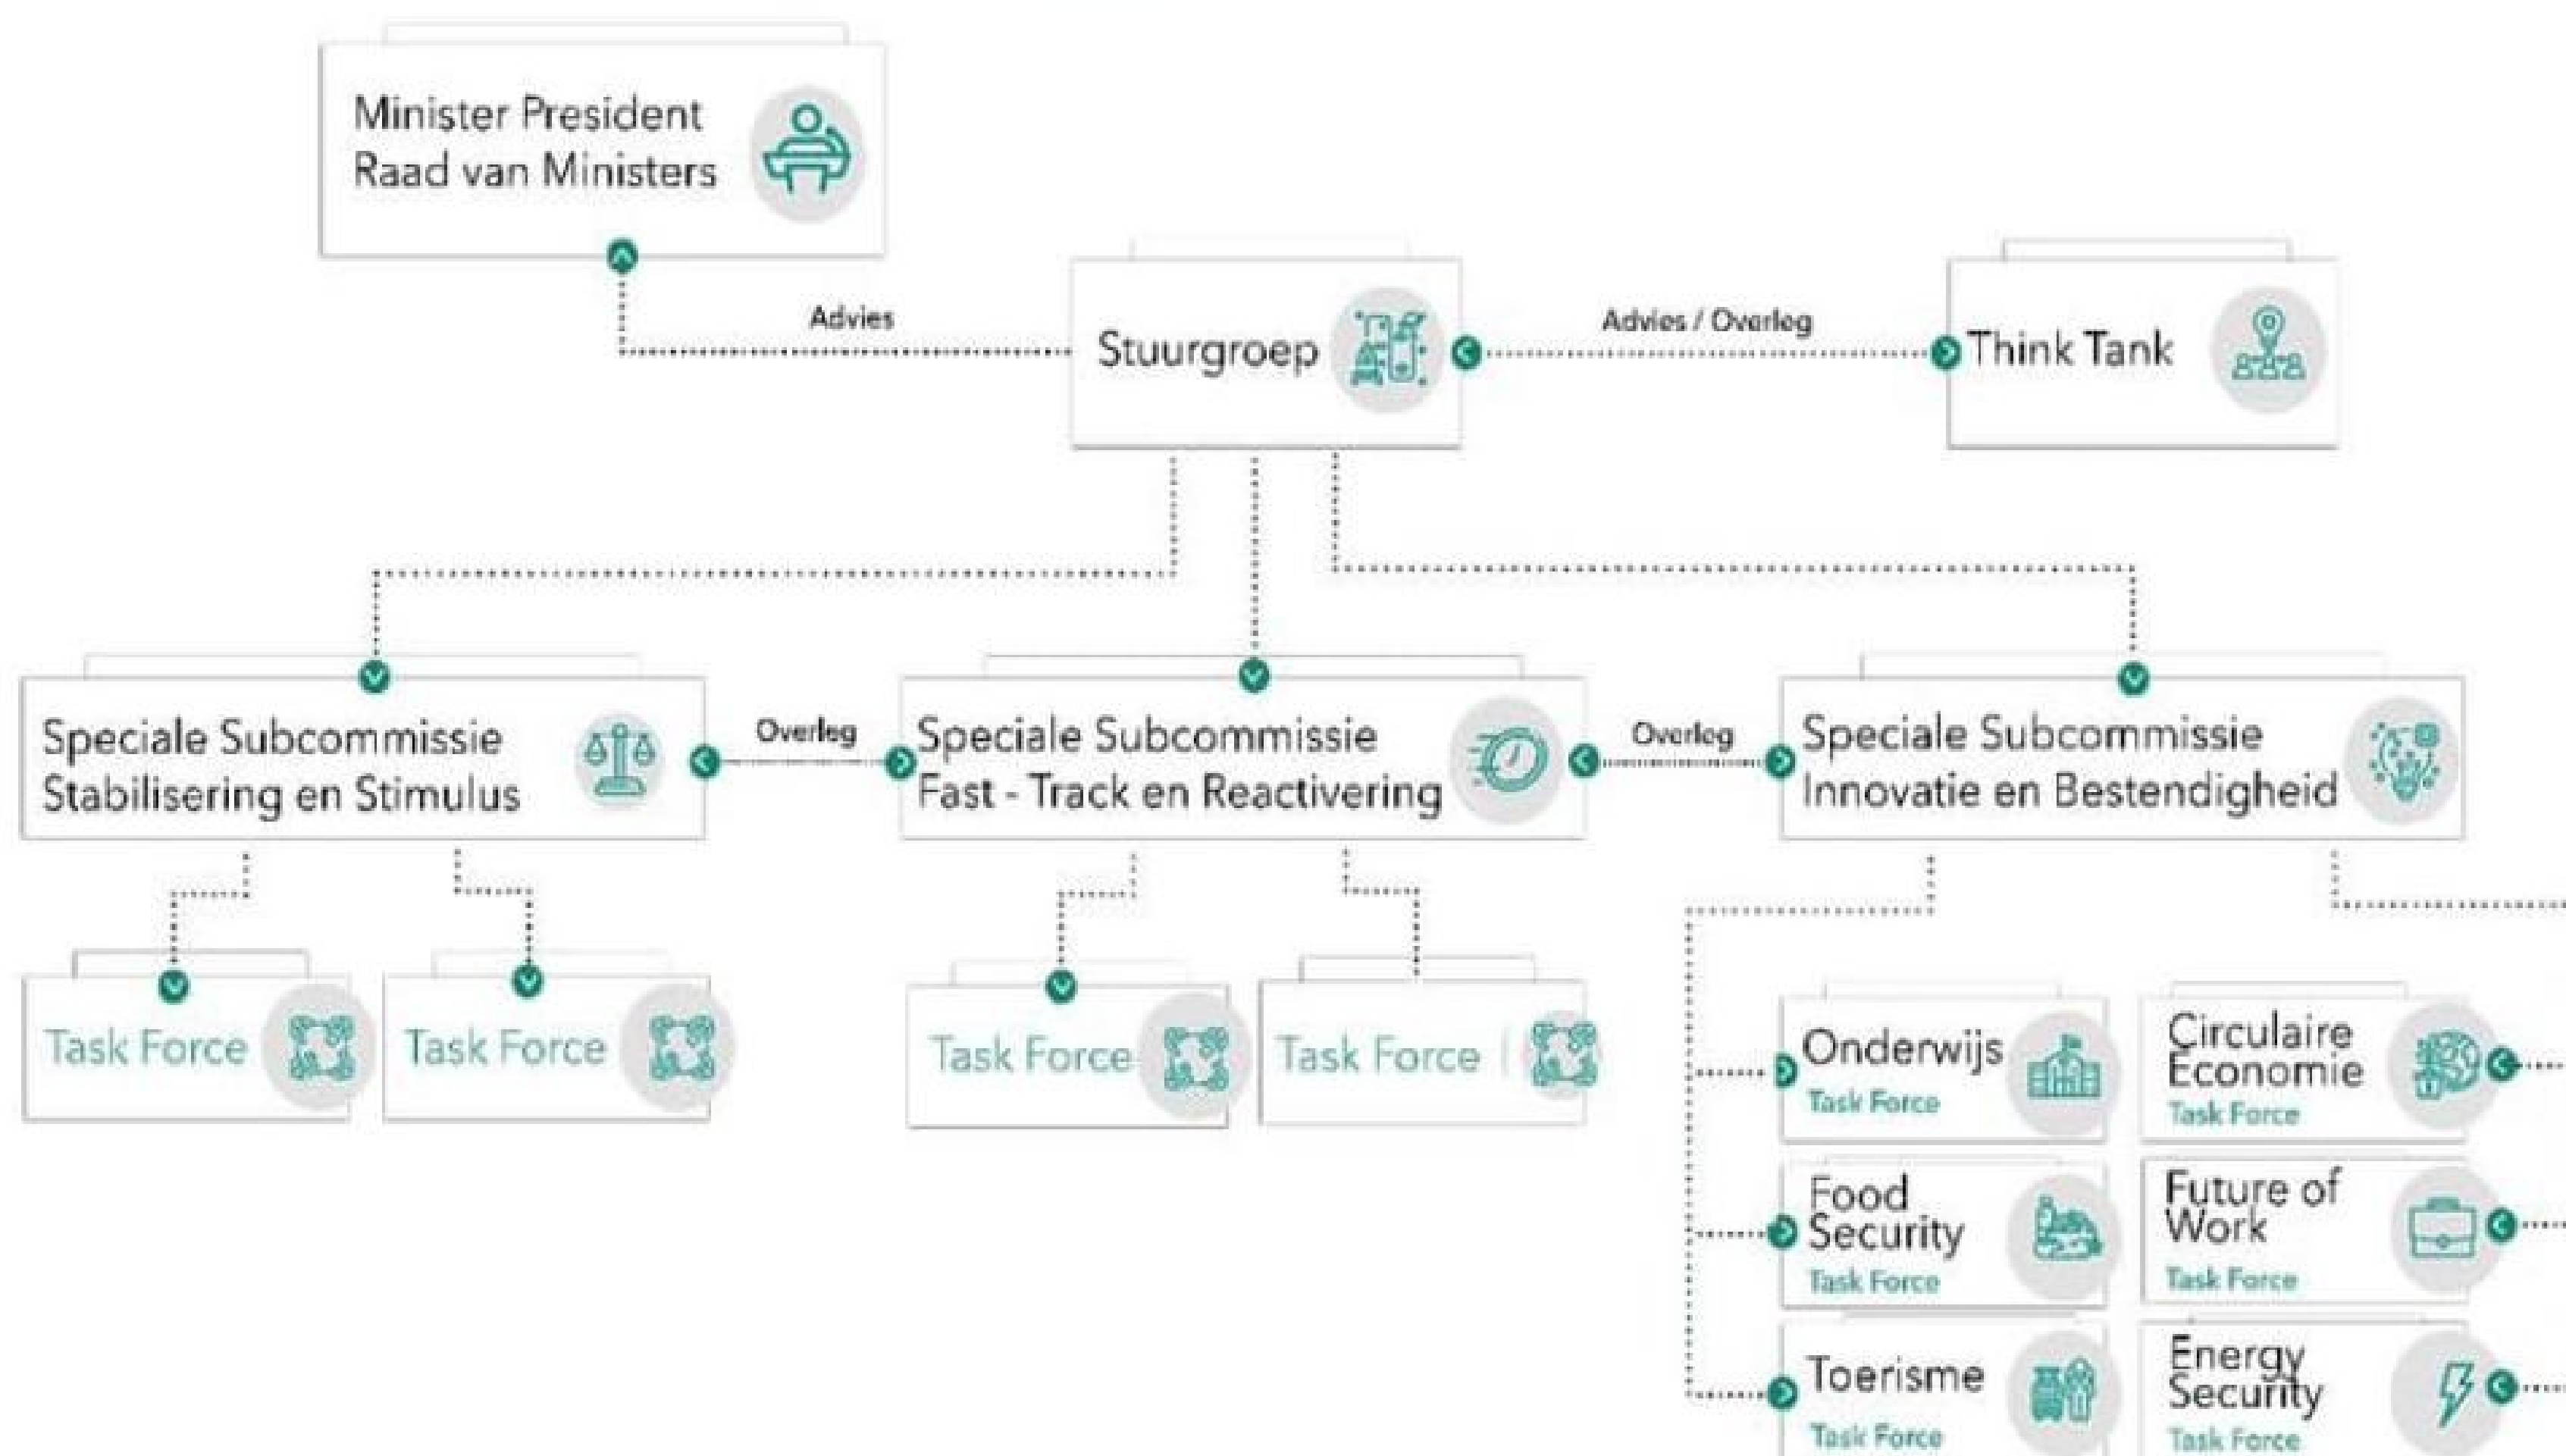 Minister President
Raad van Ministers
Advies
Stuurgroep
Advies / Overleg
Think Tank
Speciale Subcommissie
Stabilisering en Stimulus
Overleg
Speciale Subcommissie
Fast - Track en Reactivering
Overleg
Speciale Subcommissie
Innovatie en Bestendigheid
Task Force
Task Force
Task Force
Task Force
Onderwijs
Task Force
Circulaire
Economie
Task Force
Food
Security
Task Force
Future of
Work
Task Force
Toerisme
Task Force
Energy
Security
Task Force